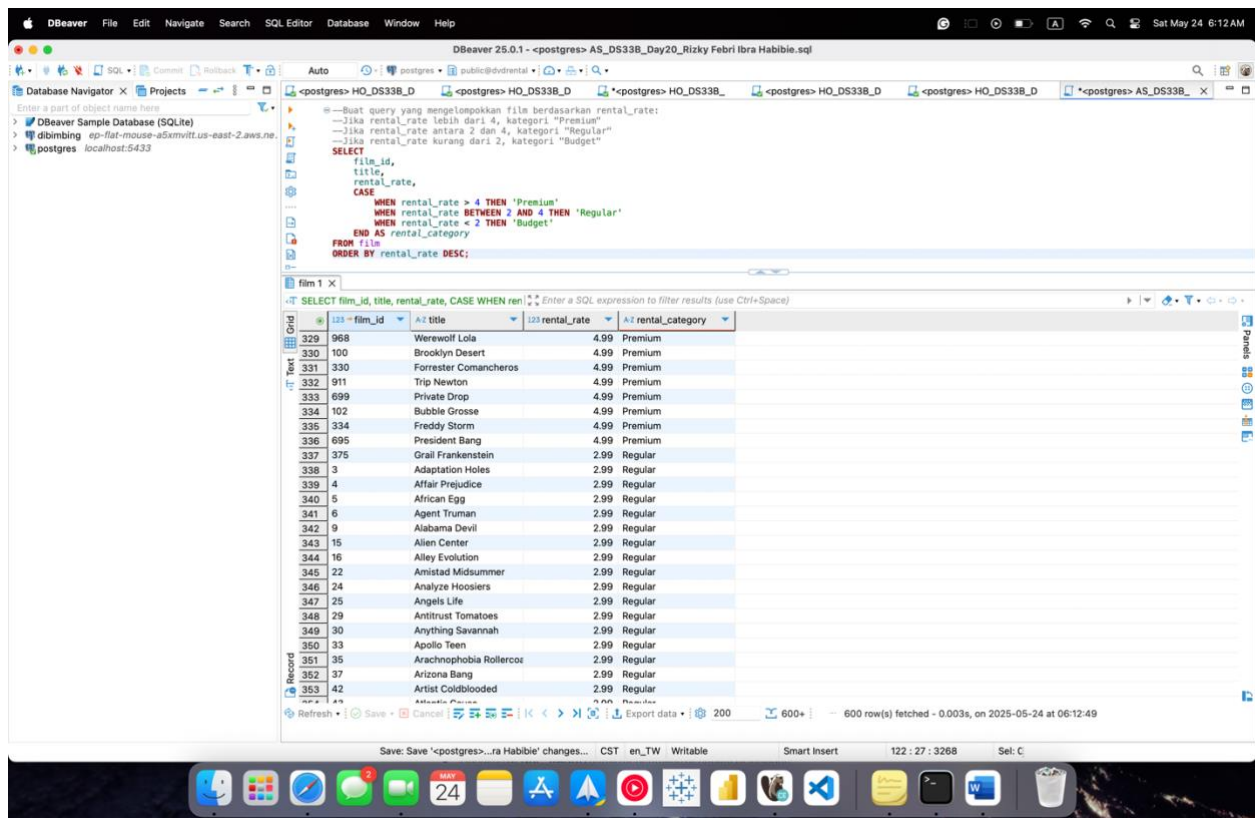 DBeaver File Edit Navigate Search SQL Editor Database Window Help Sat May 24 6:12 AM
DBeaver 25.0.1 - <postgres> AS_DS33B_Day20_Rizky Febri Ibra Habibie.sql
SQL Commit Rollback Auto postgres public@dvdrental
Database Navigator Projects <postgres> HO_DS33B_D <postgres> HO_DS33B_D *<postgres> HO_DS33B_ <postgres> HO_DS33B_D <postgres> HO_DS33B_D *<postgres> AS_DS33B_
Enter a part of object name here
DBeaver Sample Database (SQLite)
dibimbing ep-flat-mouse-a5xmvitt.us-east-2.aws.ne.
postgres localhost:5433
--Buat query yang mengelompokkan film berdasarkan rental_rate:
--Jika rental_rate lebih dari 4, kategori "Premium"
--Jika rental_rate antara 2 dan 4, kategori "Regular"
--Jika rental_rate kurang dari 2, kategori "Budget"
SELECT
film_id,
title,
rental_rate,
CASE
WHEN rental_rate > 4 THEN 'Premium'
WHEN rental_rate BETWEEN 2 AND 4 THEN 'Regular'
WHEN rental_rate < 2 THEN 'Budget'
END AS rental_category
FROM film
ORDER BY rental_rate DESC;
film 1
SELECT film_id, title, rental_rate, CASE WHEN ren Enter a SQL expression to filter results (use Ctrl+Space)
Grid
Text
Record
Panels
123 film_id A-Z title 123 rental_rate A-Z rental_category
329 968 Werewolf Lola 4.99 Premium
330 100 Brooklyn Desert 4.99 Premium
331 330 Forrester Comancheros 4.99 Premium
332 911 Trip Newton 4.99 Premium
333 699 Private Drop 4.99 Premium
334 102 Bubble Grosse 4.99 Premium
335 334 Freddy Storm 4.99 Premium
336 695 President Bang 4.99 Premium
337 375 Grail Frankenstein 2.99 Regular
338 3 Adaptation Holes 2.99 Regular
339 4 Affair Prejudice 2.99 Regular
340 5 African Egg 2.99 Regular
341 6 Agent Truman 2.99 Regular
342 9 Alabama Devil 2.99 Regular
343 15 Alien Center 2.99 Regular
344 16 Alley Evolution 2.99 Regular
345 22 Amistad Midsummer 2.99 Regular
346 24 Analyze Hoosiers 2.99 Regular
347 25 Angels Life 2.99 Regular
348 29 Antitrust Tomatoes 2.99 Regular
349 30 Anything Savannah 2.99 Regular
350 33 Apollo Teen 2.99 Regular
351 35 Arachnophobia Rollercoa 2.99 Regular
352 37 Arizona Bang 2.99 Regular
353 42 Artist Coldblooded 2.99 Regular
Refresh Save Cancel Export data 200 600+ 600 row(s) fetched - 0.003s, on 2025-05-24 at 06:12:49
Save: Save '<postgres>...ra Habibie' changes... CST en_TW Writable Smart Insert 122 : 27 : 3268 Sel: 
2
MAY
24